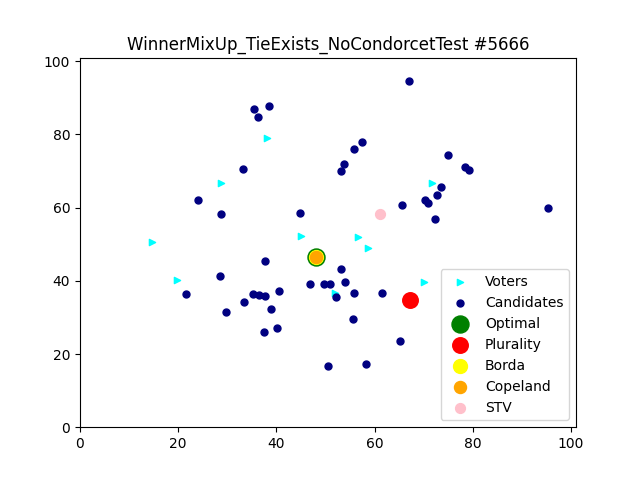 WinnerMixUp_TieExists_NoCondorcetTest #5666
100
80
60
40
20
0
0 20 40 60 80 100
Voters
Candidates
Optimal
Plurality
Borda
Copeland
STV